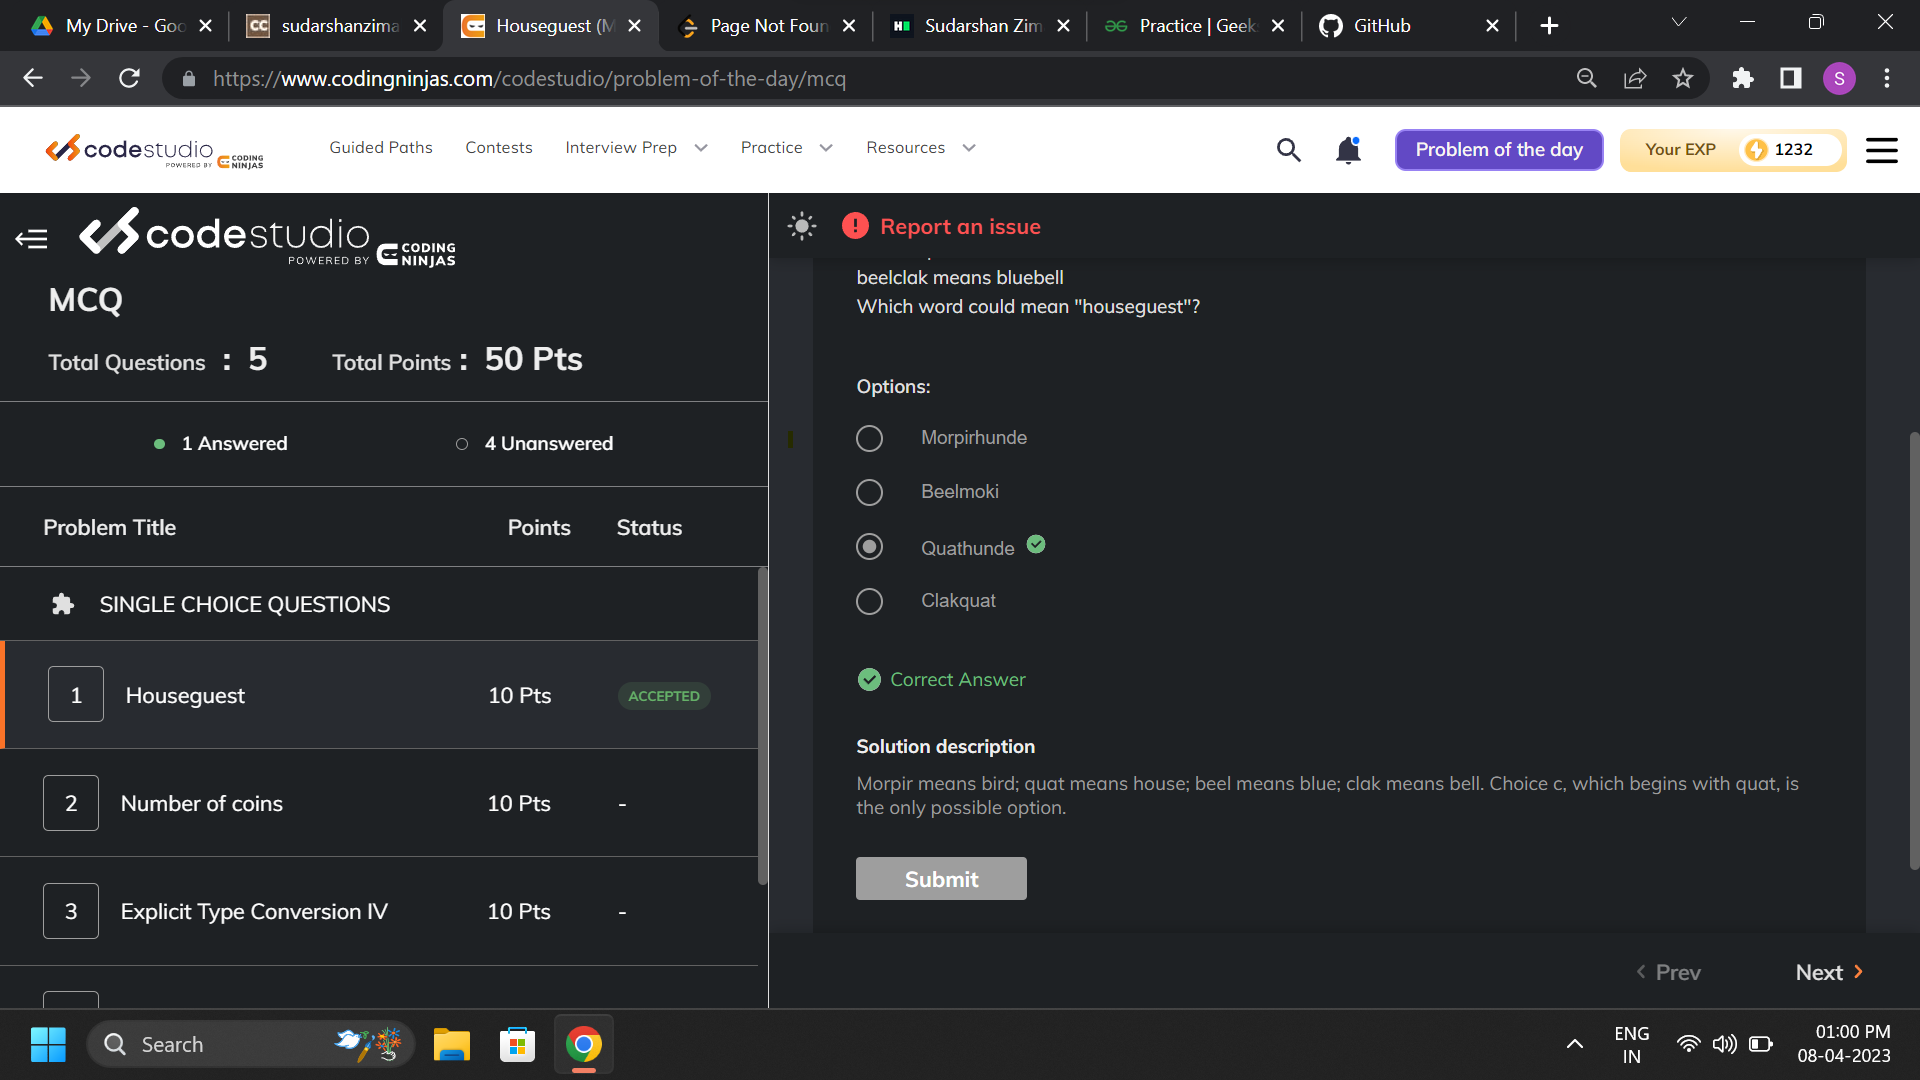 My Drive - Goo
sudarshanzima
Houseguest (M
Page Not Foun
Sudarshan Zim
Practice | Geek
GitHub
https://www.codingninjas.com/codestudio/problem-of-the-day/mcq
S
codestudio
POWERED BY CODING NINJAS
Guided Paths
Contests
Interview Prep
Practice
Resources
Problem of the day
Your EXP
1232
codestudio
POWERED BY CODING NINJAS
MCQ
Total Questions : 5
Total Points : 50 Pts
1 Answered
4 Unanswered
Problem Title
Points
Status
SINGLE CHOICE QUESTIONS
1
Houseguest
10 Pts
ACCEPTED
2
Number of coins
10 Pts
-
3
Explicit Type Conversion IV
10 Pts
-
Report an issue
beelclak means bluebell
Which word could mean "houseguest"?
Options:
Morpirhunde
Beelmoki
Quathunde
Clakquat
Correct Answer
Solution description
Morpir means bird; quat means house; beel means blue; clak means bell. Choice c, which begins with quat, is
the only possible option.
Submit
Prev
Next
Search
ENG
IN
01:00 PM
08-04-2023